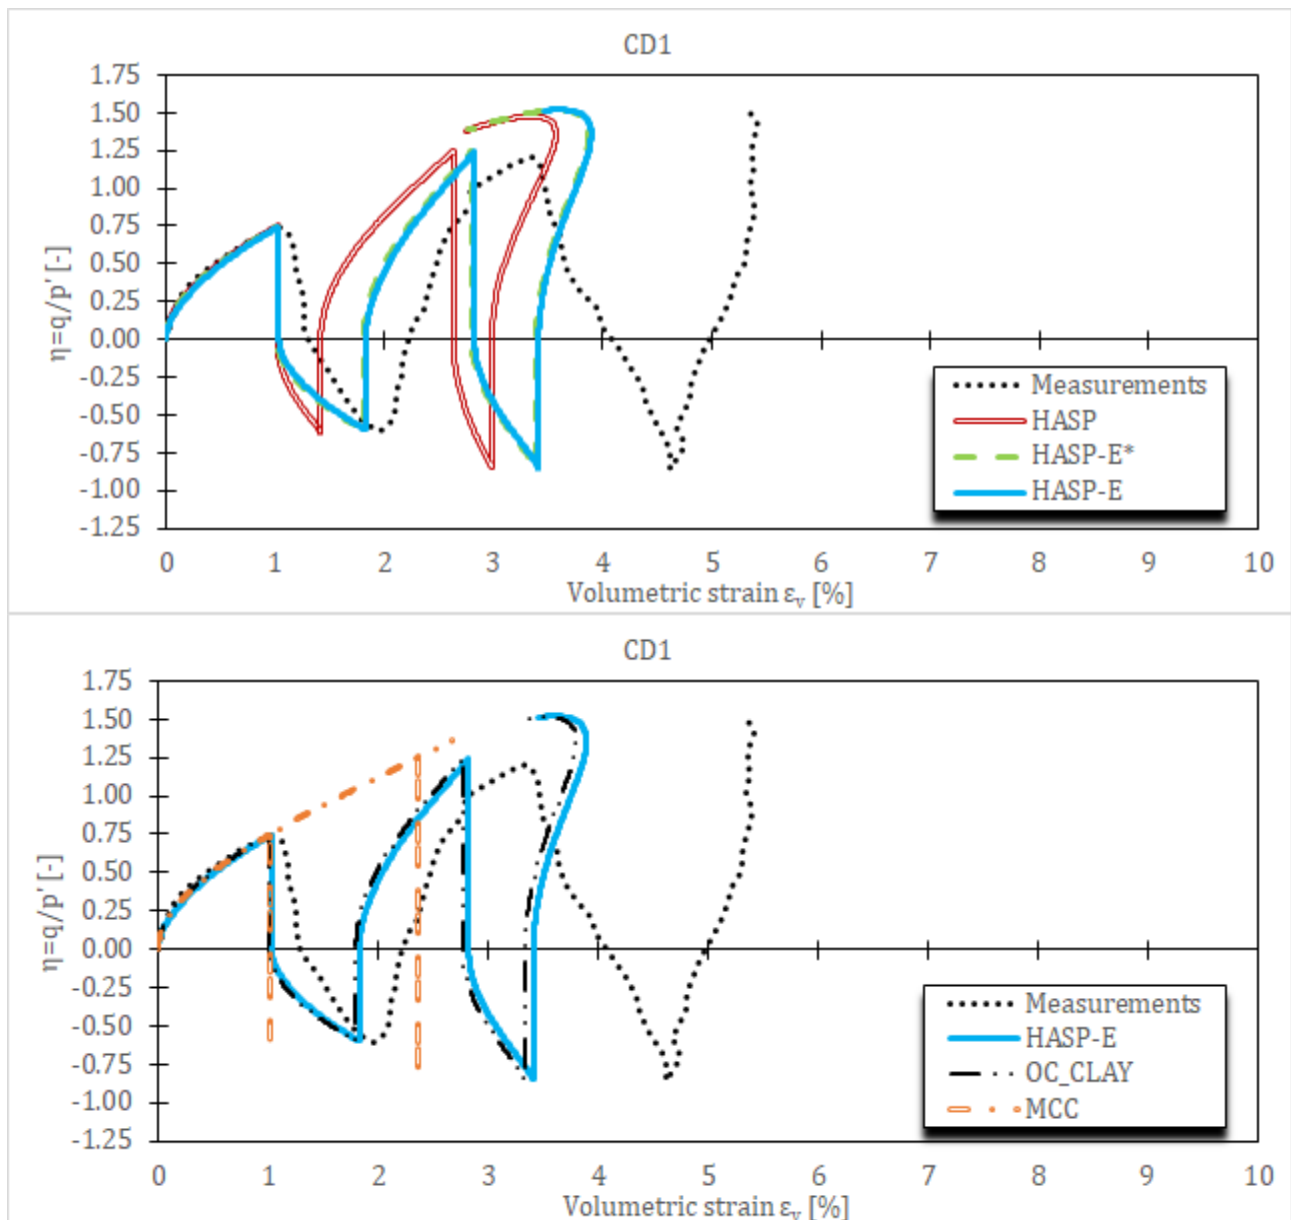 CD1
1.75
1.50
1.25
1.00
0.75
0.50
0.25
0.00
-0.25
-0.50
-0.75
-1.00
-1.25
η=q/p' [-]
Measurements
HASP
HASP-E*
HASP-E
0 1 2 3 4 5 6 7 8 9 10
Volumetric strain εᵥ [%]
CD1
1.75
1.50
1.25
1.00
0.75
0.50
0.25
0.00
-0.25
-0.50
-0.75
-1.00
-1.25
η=q/p' [-]
Measurements
HASP-E
OC_CLAY
MCC
0 1 2 3 4 5 6 7 8 9 10
Volumetric strain εᵥ [%]